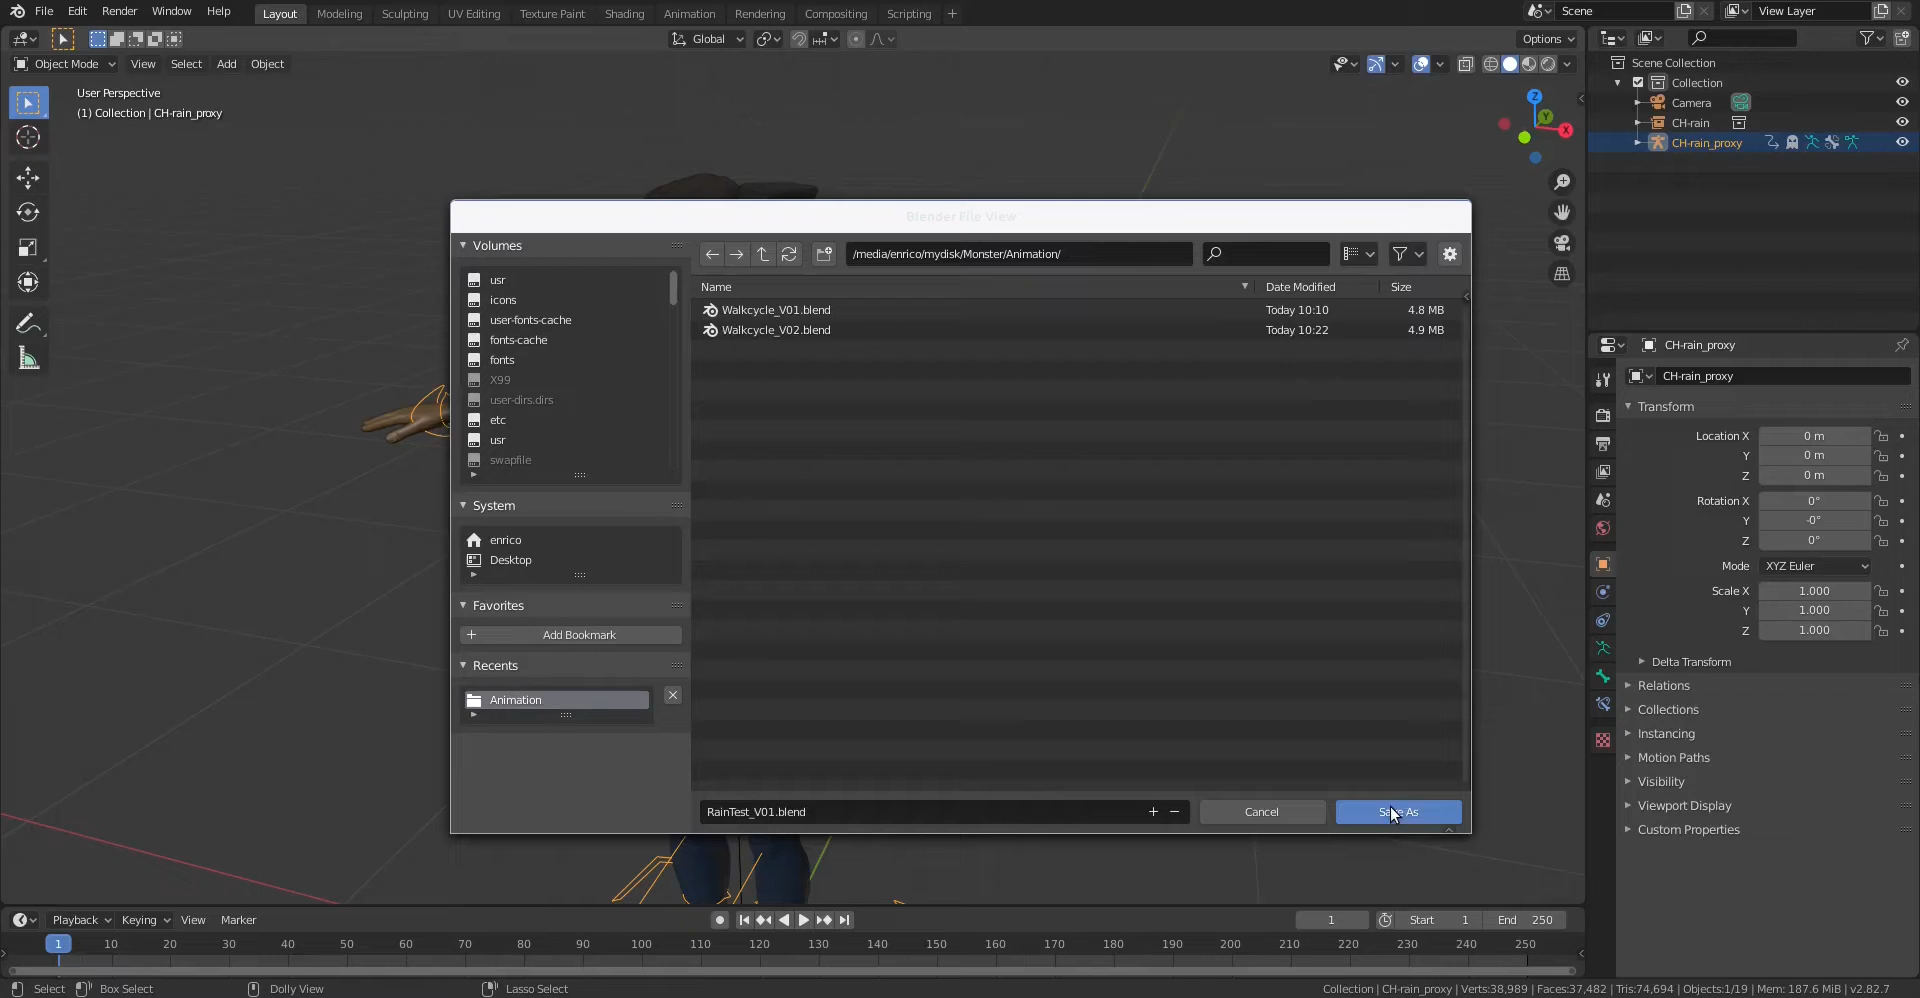 File Edit Render Window Help Layout Modeling Sculpting UV Editing Texture Paint Shading Animation Rendering Compositing Scripting + Scene View Layer
Global Options
Object Mode View Select Add Object
User Perspective
(1) Collection | CH-rain_proxy
Z
Y
X
Scene Collection
Collection
Camera
CH-rain
CH-rain_proxy
Blender File View
Volumes
/media/enrico/mydisk/Monster/Animation/
Name Date Modified Size
Walkcycle_V01.blend Today 10:10 4.8 MB
Walkcycle_V02.blend Today 10:22 4.9 MB
usr
icons
user-fonts-cache
fonts-cache
fonts
X99
user-dirs.dirs
etc
usr
swapfile
System
enrico
Desktop
Favorites
+ Add Bookmark
Recents
Animation
RainTest_V01.blend + − Cancel Save As
CH-rain_proxy
CH-rain_proxy
Transform
Location X 0 m
Y 0 m
Z 0 m
Rotation X 0°
Y -0°
Z 0°
Mode XYZ Euler
Scale X 1.000
Y 1.000
Z 1.000
Delta Transform
Relations
Collections
Instancing
Motion Paths
Visibility
Viewport Display
Custom Properties
Playback Keying View Marker 1 Start 1 End 250
1 10 20 30 40 50 60 70 80 90 100 110 120 130 140 150 160 170 180 190 200 210 220 230 240 250
Select Box Select Dolly View Lasso Select Collection | CH-rain_proxy | Verts:38,989 | Faces:37,482 | Tris:74,694 | Objects:1/19 | Mem: 187.6 MiB | v2.82.7